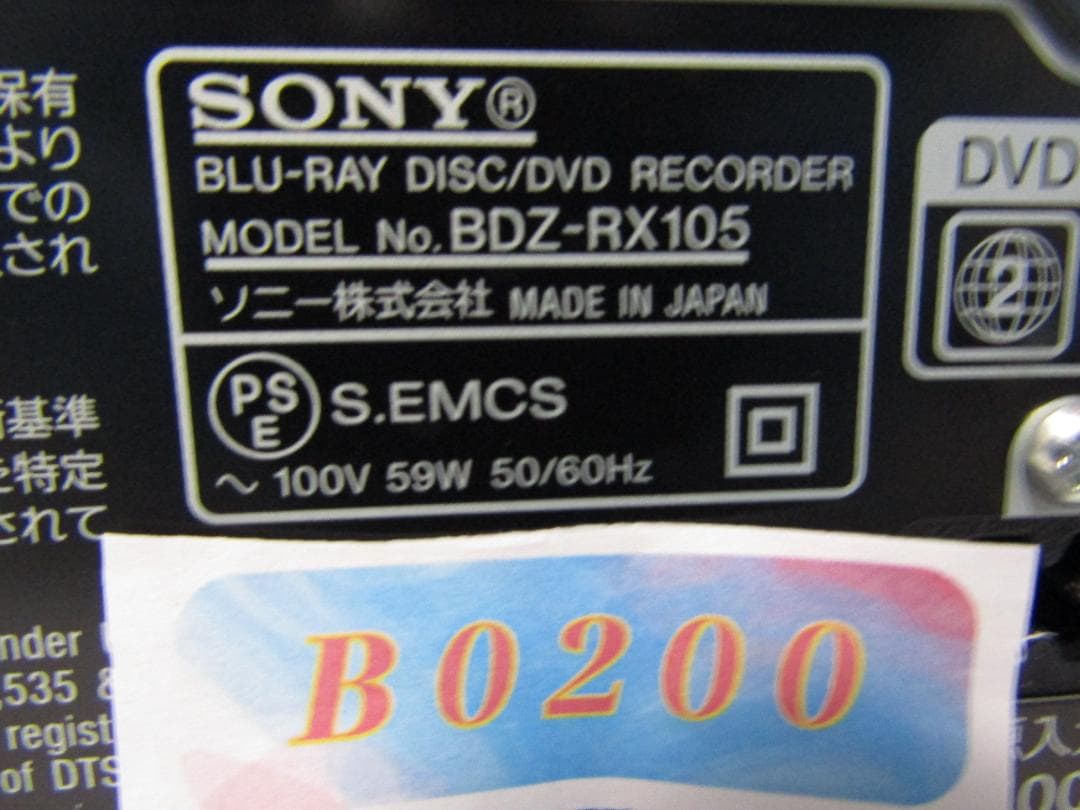 SONY®
BLU-RAY DISC/DVD RECORDER
MODEL No. BDZ-RX105
ソニー株式会社 MADE IN JAPAN
PSE S.EMCS
～ 100V 59W 50/60Hz
DVD
2
保有
より
での
され
基準
特定
されて
nder
,535 &
regist
of DTS
B0200